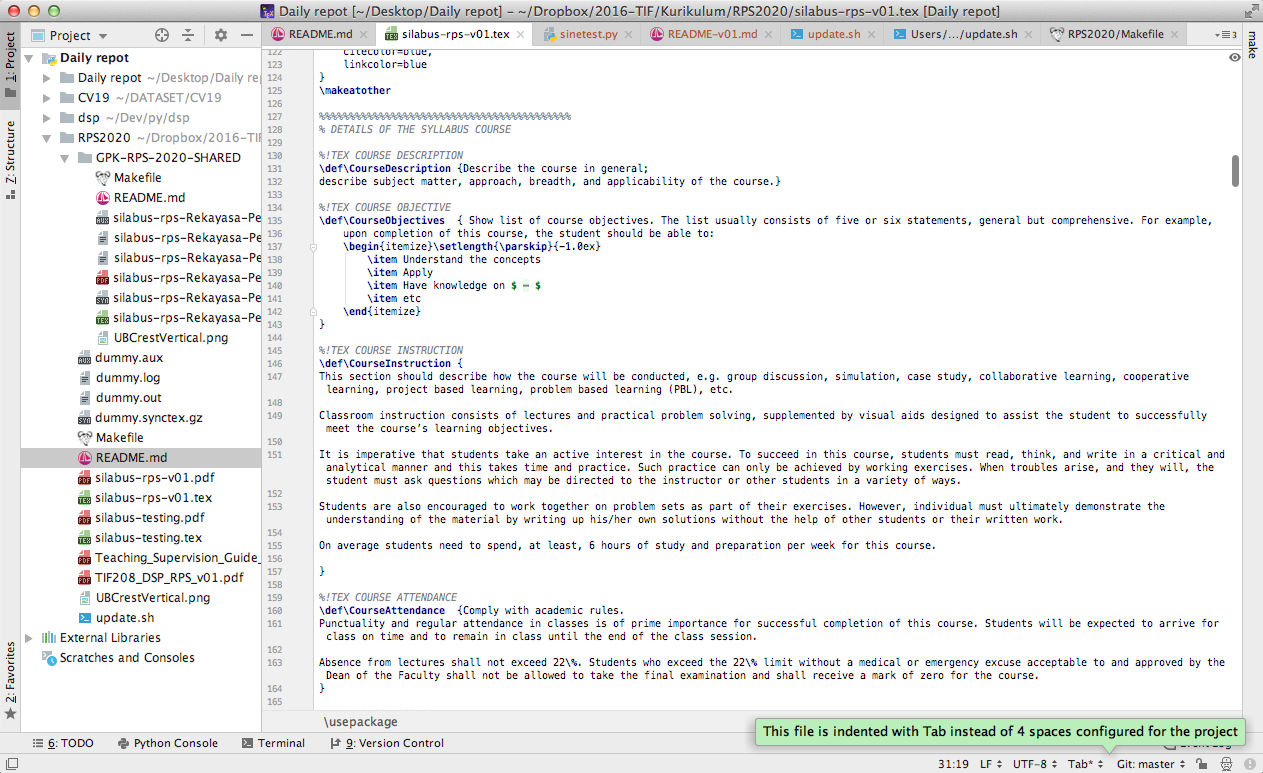 Daily repot [~/Desktop/Daily repot] – ~/Dropbox/2016-TIF/Kurikulum/RPS2020/silabus-rps-v01.tex [Daily repot]
Project
README.md
silabus-rps-v01.tex
sinetest.py
README-v01.md
update.sh
Users/.../update.sh
RPS2020/Makefile
3
1: Project
Z: Structure
2: Favorites
make
Daily repot
Daily repot ~/Desktop/Daily rep
CV19 ~/DATASET/CV19
dsp ~/Dev/py/dsp
RPS2020 ~/Dropbox/2016-TIF
GPK-RPS-2020-SHARED
Makefile
README.md
silabus-rps-Rekayasa-Pe
silabus-rps-Rekayasa-Pe
silabus-rps-Rekayasa-Pe
silabus-rps-Rekayasa-Pe
silabus-rps-Rekayasa-Pe
silabus-rps-Rekayasa-Pe
UBCrestVertical.png
dummy.aux
dummy.log
dummy.out
dummy.synctex.gz
Makefile
README.md
silabus-rps-v01.pdf
silabus-rps-v01.tex
silabus-testing.pdf
silabus-testing.tex
Teaching_Supervision_Guide_
TIF208_DSP_RPS_v01.pdf
UBCrestVertical.png
update.sh
External Libraries
Scratches and Consoles
122 citecolor=blue,
123 linkcolor=blue
124 }
125 \makeatother
126
127 %%%%%%%%%%%%%%%%%%%%%%%%%%%%%%%%%%%%%%%%%%
128 % DETAILS OF THE SYLLABUS COURSE
129
130 %!TEX COURSE DESCRIPTION
131 \def\CourseDescription {Describe the course in general;
132 describe subject matter, approach, breadth, and applicability of the course.}
133
134 %!TEX COURSE OBJECTIVE
135 \def\CourseObjectives { Show list of course objectives. The list usually consists of five or six statements, general but comprehensive. For example,
136 upon completion of this course, the student should be able to:
137 \begin{itemize}\setlength{\parskip}{-1.0ex}
138 \item Understand the concepts
139 \item Apply
140 \item Have knowledge on $ – $
141 \item etc
142 \end{itemize}
143 }
144
145 %!TEX COURSE INSTRUCTION
146 \def\CourseInstruction {
147 This section should describe how the course will be conducted, e.g. group discussion, simulation, case study, collaborative learning, cooperative
learning, project based learning, problem based learning (PBL), etc.
148
149 Classroom instruction consists of lectures and practical problem solving, supplemented by visual aids designed to assist the student to successfully
meet the course's learning objectives.
150
151 It is imperative that students take an active interest in the course. To succeed in this course, students must read, think, and write in a critical and
analytical manner and this takes time and practice. Such practice can only be achieved by working exercises. When troubles arise, and they will, the
student must ask questions which may be directed to the instructor or other students in a variety of ways.
152
153 Students are also encouraged to work together on problem sets as part of their exercises. However, individual must ultimately demonstrate the
understanding of the material by writing up his/her own solutions without the help of other students or their written work.
154
155 On average students need to spend, at least, 6 hours of study and preparation per week for this course.
156
157 }
158
159 %!TEX COURSE ATTENDANCE
160 \def\CourseAttendance {Comply with academic rules.
161 Punctuality and regular attendance in classes is of prime importance for successful completion of this course. Students will be expected to arrive for
class on time and to remain in class until the end of the class session.
162
163 Absence from lectures shall not exceed 22\%. Students who exceed the 22\% limit without a medical or emergency excuse acceptable to and approved by the
Dean of the Faculty shall not be allowed to take the final examination and shall receive a mark of zero for the course.
164 }
165
\usepackage
This file is indented with Tab instead of 4 spaces configured for the project
6: TODO
Python Console
Terminal
9: Version Control
31:19
LF
UTF-8
Tab*
Git: master